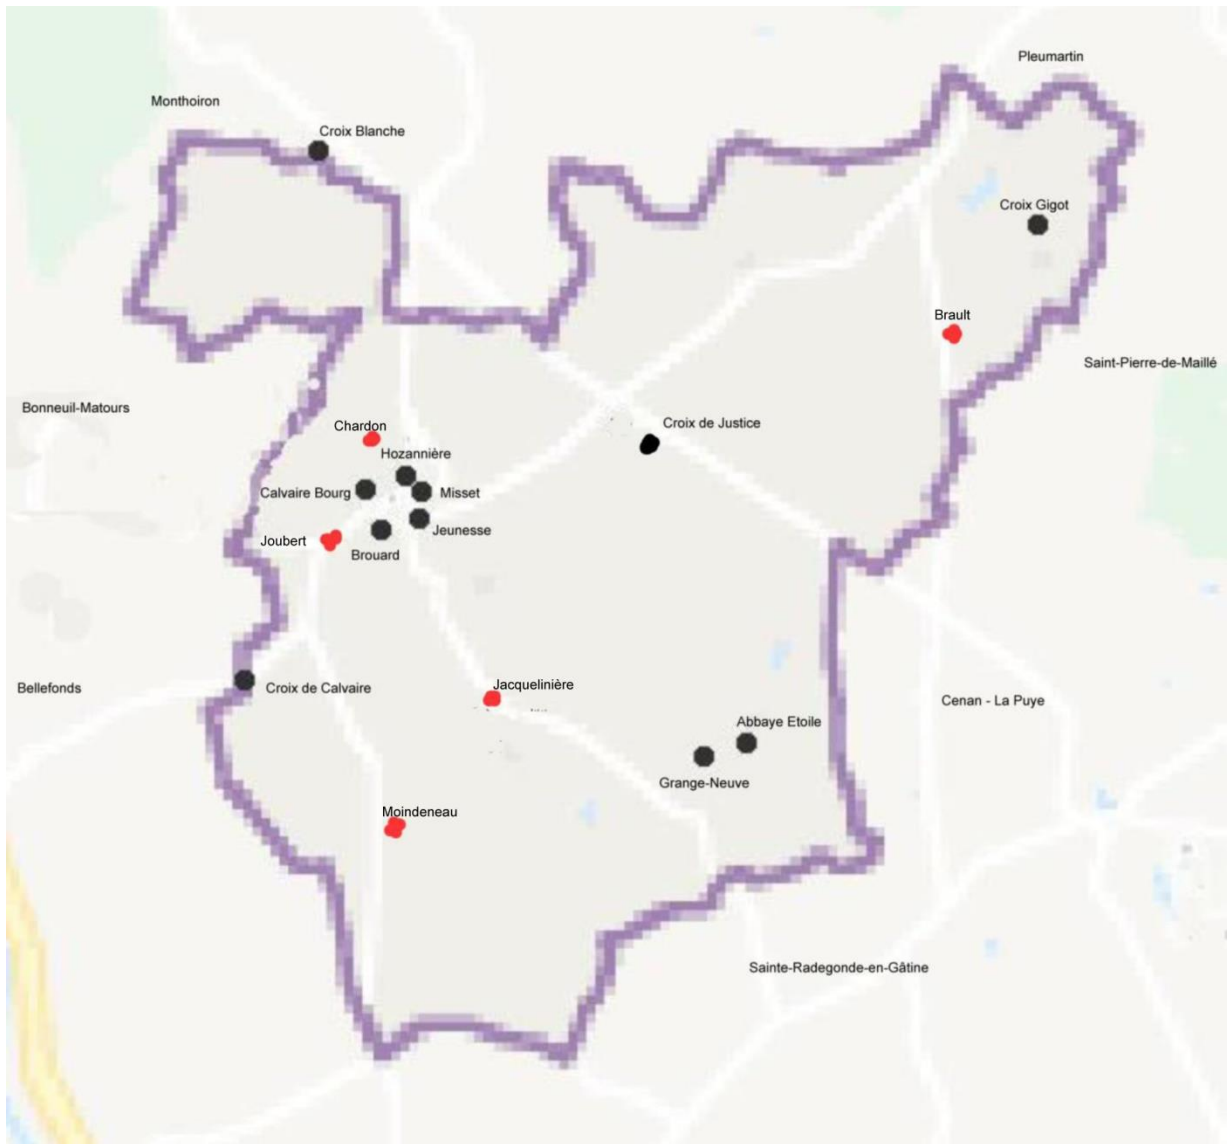 Pleumartin
Monthoiron
Croix Blanche
Croix Gigot
Brault
Saint-Pierre-de-Maillé
Bonneuil-Matours
Chardon
Croix de Justice
Hozannière
Calvaire Bourg
Misset
Jeunesse
Joubert
Brouard
Jacquelinière
Bellefonds
Croix de Calvaire
Cenan - La Puye
Abbaye Etoile
Grange-Neuve
Moindeneau
Sainte-Radegonde-en-Gâtine